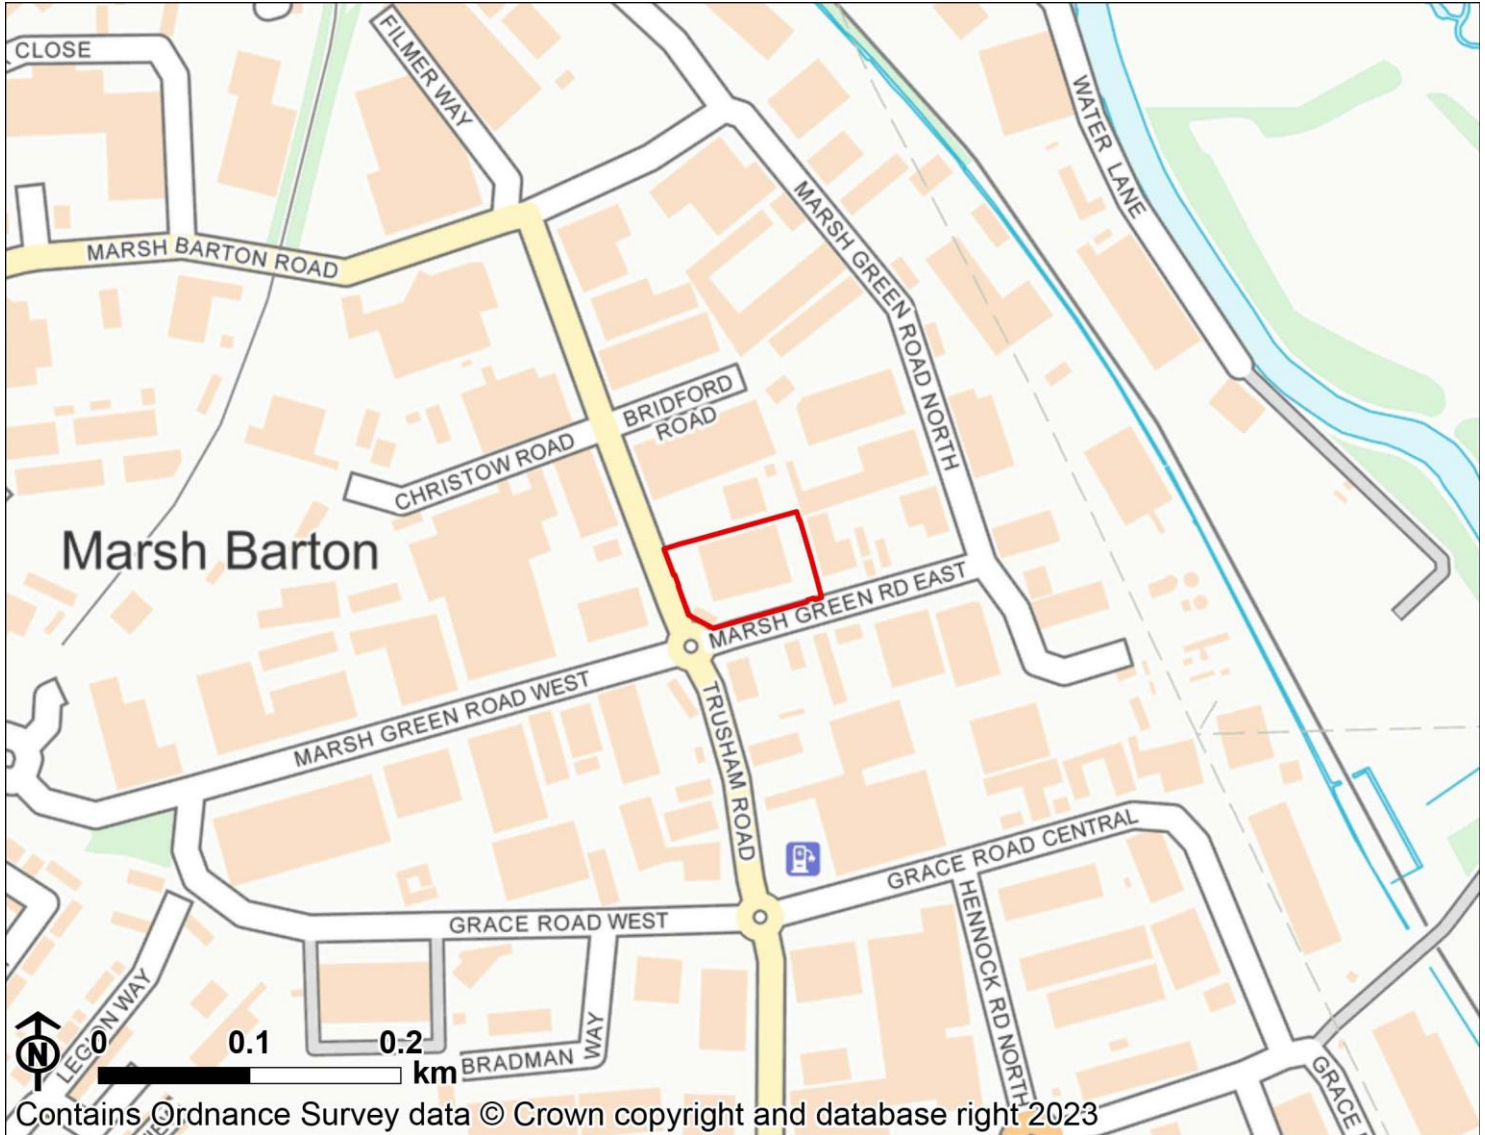 CLOSE
FILMER WAY
WATER LANE
MARSH BARTON ROAD
MARSH GREEN ROAD NORTH
BRIDFORD
ROAD
CHRISTOW ROAD
Marsh Barton
MARSH GREEN RD EAST
MARSH GREEN ROAD WEST
TRUSHAM ROAD
GRACE ROAD CENTRAL
GRACE ROAD WEST
HENNOCK RD NORTH
LEGION WAY
BRADMAN WAY
GRACE
N
0 0.1 0.2
km
Contains Ordnance Survey data © Crown copyright and database right 2023